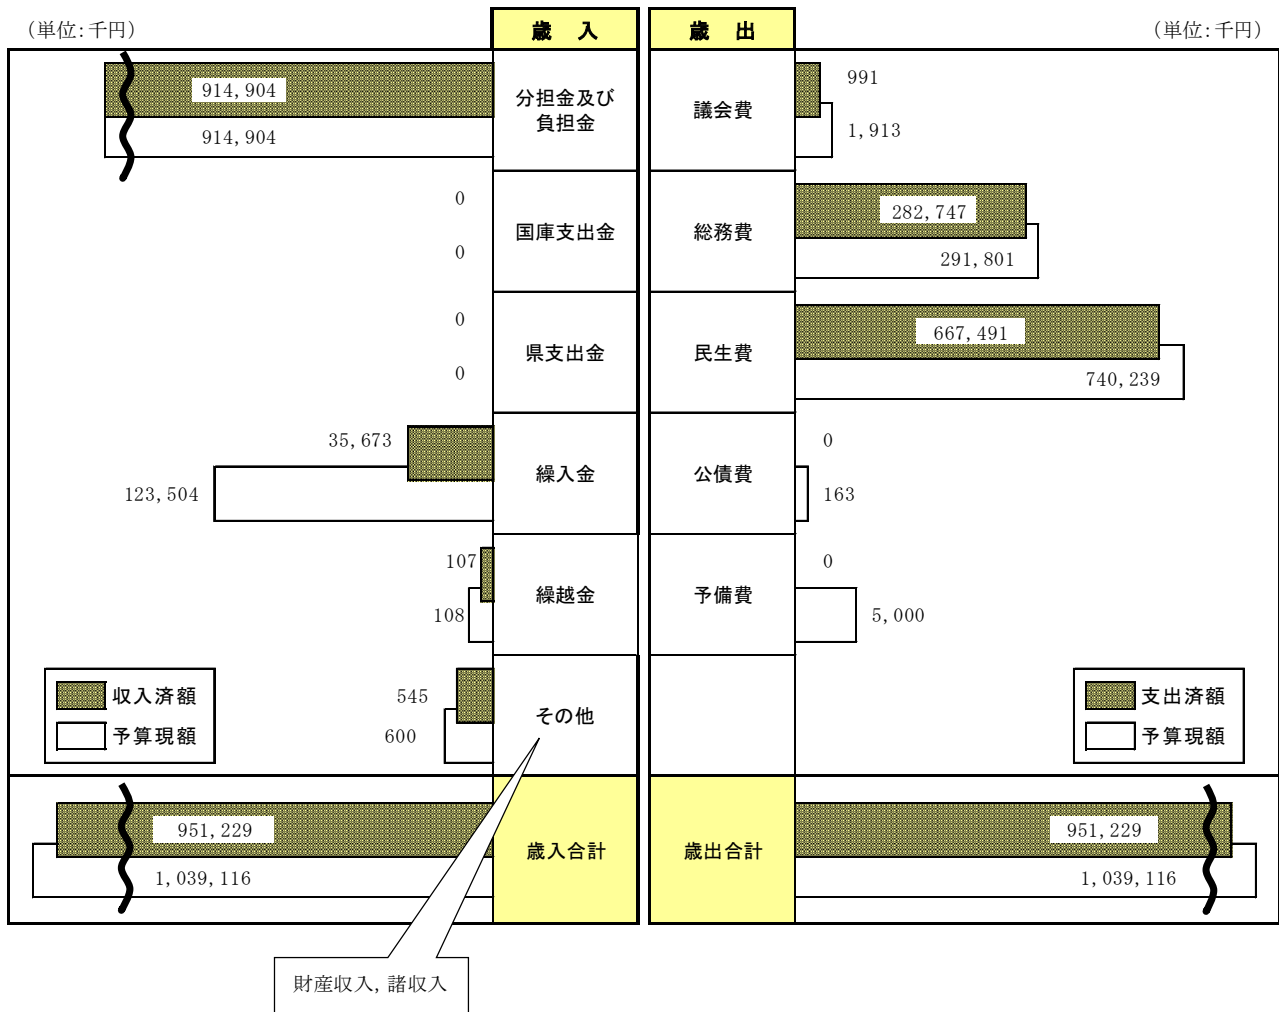 （単位：千円）
歳　入
歳　出
（単位：千円）
914,904
914,904
分担金及び
負担金
議会費
991
1,913
0
0
国庫支出金
総務費
282,747
291,801
0
0
県支出金
民生費
667,491
740,239
35,673
123,504
繰入金
公債費
0
163
107
108
繰越金
予備費
0
5,000
収入済額
予算現額
545
600
その他
支出済額
予算現額
951,229
1,039,116
歳入合計
歳出合計
951,229
1,039,116
財産収入，諸収入